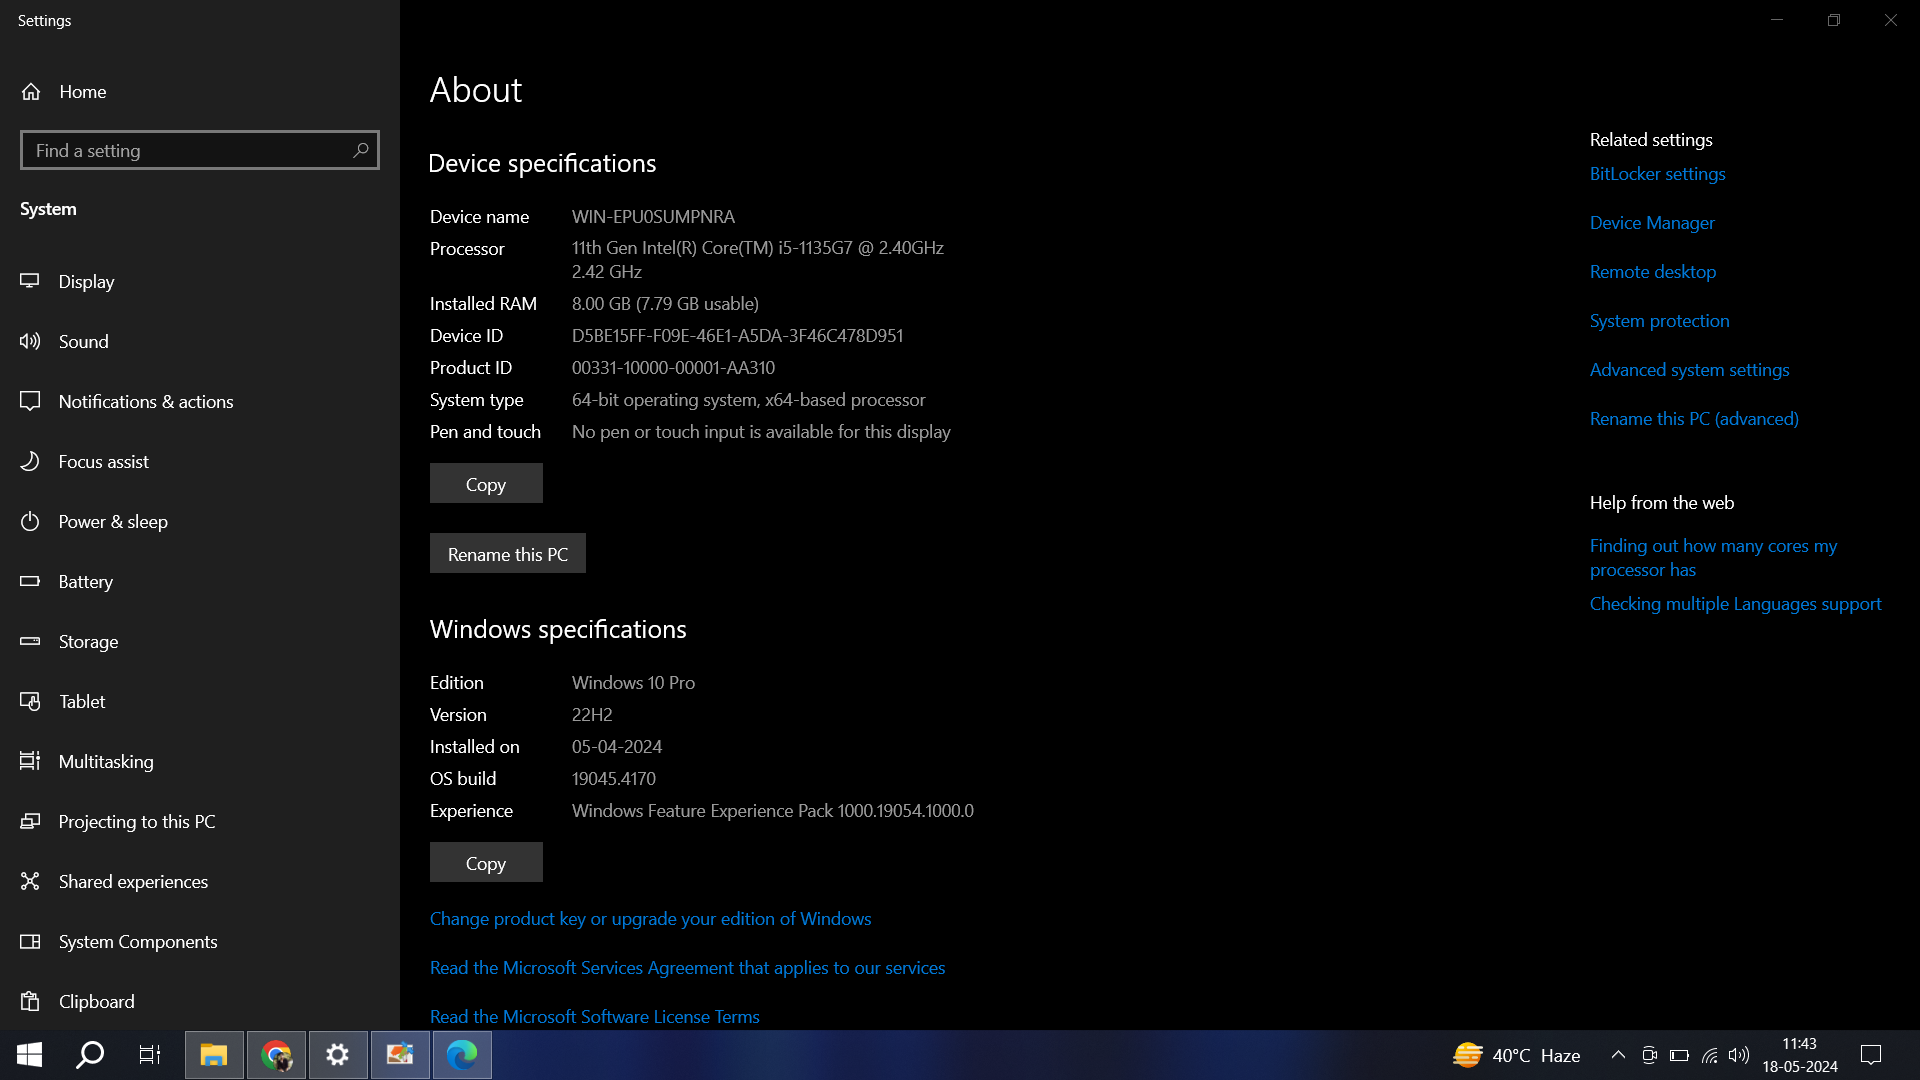 Settings
Home
Find a setting
System
Display
Sound
Notifications & actions
Focus assist
Power & sleep
Battery
Storage
Tablet
Multitasking
Projecting to this PC
Shared experiences
System Components
Clipboard
About
Device specifications
Device name WIN-EPU0SUMPNRA
Processor 11th Gen Intel(R) Core(TM) i5-1135G7 @ 2.40GHz
2.42 GHz
Installed RAM 8.00 GB (7.79 GB usable)
Device ID D5BE15FF-F09E-46E1-A5DA-3F46C478D951
Product ID 00331-10000-00001-AA310
System type 64-bit operating system, x64-based processor
Pen and touch No pen or touch input is available for this display
Copy
Rename this PC
Windows specifications
Edition Windows 10 Pro
Version 22H2
Installed on 05-04-2024
OS build 19045.4170
Experience Windows Feature Experience Pack 1000.19054.1000.0
Copy
Change product key or upgrade your edition of Windows
Read the Microsoft Services Agreement that applies to our services
Read the Microsoft Software License Terms
Related settings
BitLocker settings
Device Manager
Remote desktop
System protection
Advanced system settings
Rename this PC (advanced)
Help from the web
Finding out how many cores my
processor has
Checking multiple Languages support
40°C Haze
11:43
18-05-2024